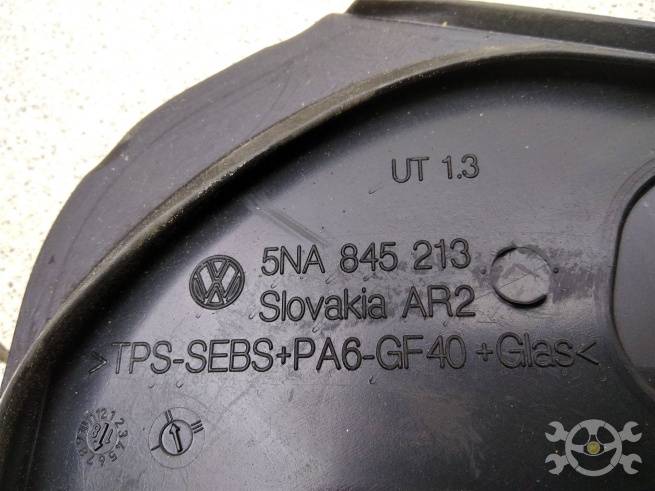 UT 1.3
5NA 845 213
Slovakia AR2
>TPS-SEBS+PA6-GF40+Glas<